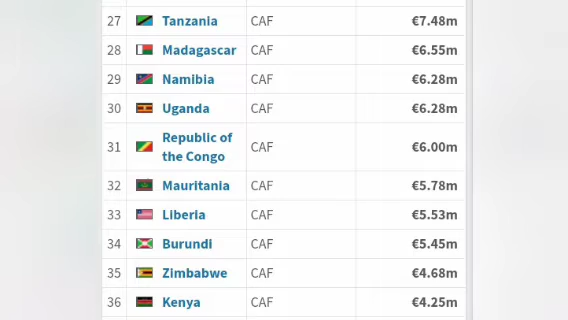 27 Tanzania CAF €7.48m
28 Madagascar CAF €6.55m
29 Namibia CAF €6.28m
30 Uganda CAF €6.28m
31 Republic of the Congo CAF €6.00m
32 Mauritania CAF €5.78m
33 Liberia CAF €5.53m
34 Burundi CAF €5.45m
35 Zimbabwe CAF €4.68m
36 Kenya CAF €4.25m